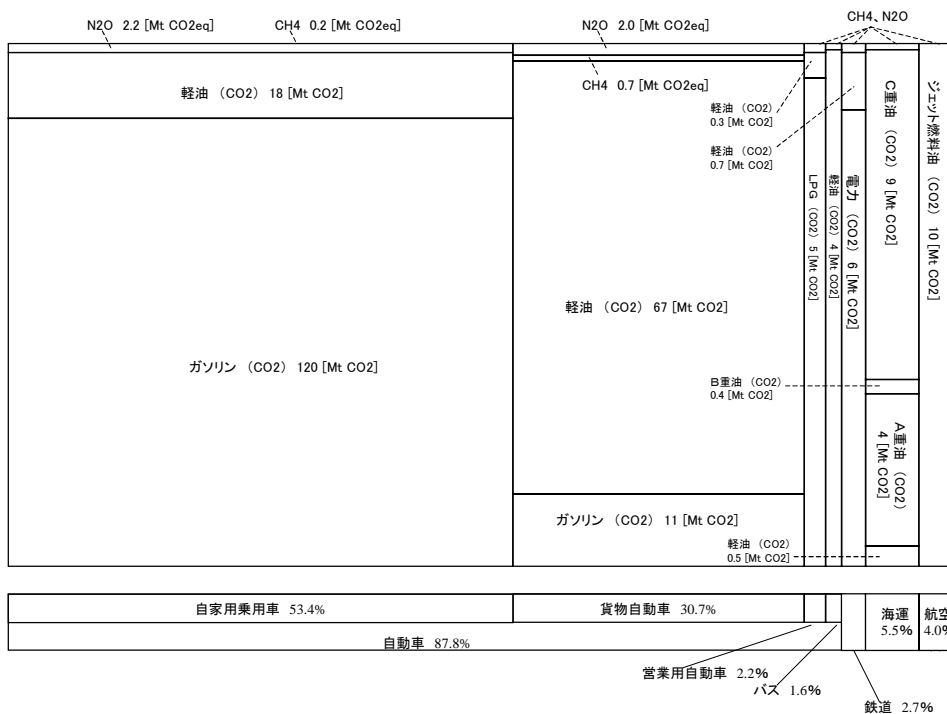 N2O 2.2 [Mt CO2eq]
CH4 0.2 [Mt CO2eq]
N2O 2.0 [Mt CO2eq]
CH4、N2O
軽油 (CO2) 18 [Mt CO2]
CH4 0.7 [Mt CO2eq]
軽油 (CO2)
0.3 [Mt CO2]
軽油 (CO2)
0.7 [Mt CO2]
ガソリン (CO2) 120 [Mt CO2]
軽油 (CO2) 67 [Mt CO2]
ガソリン (CO2) 11 [Mt CO2]
LPG (CO2) 5 [Mt CO2]
軽油 (CO2) 4 [Mt CO2]
電力 (CO2) 6 [Mt CO2]
C重油 (CO2) 9 [Mt CO2]
ジェット燃料油 (CO2) 10 [Mt CO2]
B重油 (CO2)
0.4 [Mt CO2]
A重油 (CO2)
4 [Mt CO2]
軽油 (CO2)
0.5 [Mt CO2]
自家用乗用車 53.4%
貨物自動車 30.7%
海運
5.5%
航空
4.0%
自動車 87.8%
営業用自動車 2.2%
バス 1.6%
鉄道 2.7%